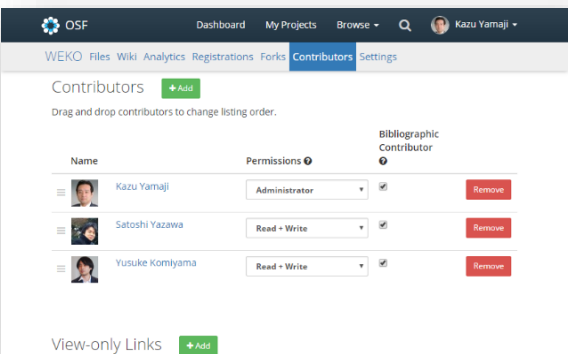 OSF Dashboard My Projects Browse Kazu Yamaji
WEKO Files Wiki Analytics Registrations Forks Contributors Settings
Contributors + Add
Drag and drop contributors to change listing order.
Name Permissions Bibliographic Contributor
Kazu Yamaji Administrator Remove
Satoshi Yazawa Read + Write Remove
Yusuke Komiyama Read + Write Remove
View-only Links + Add